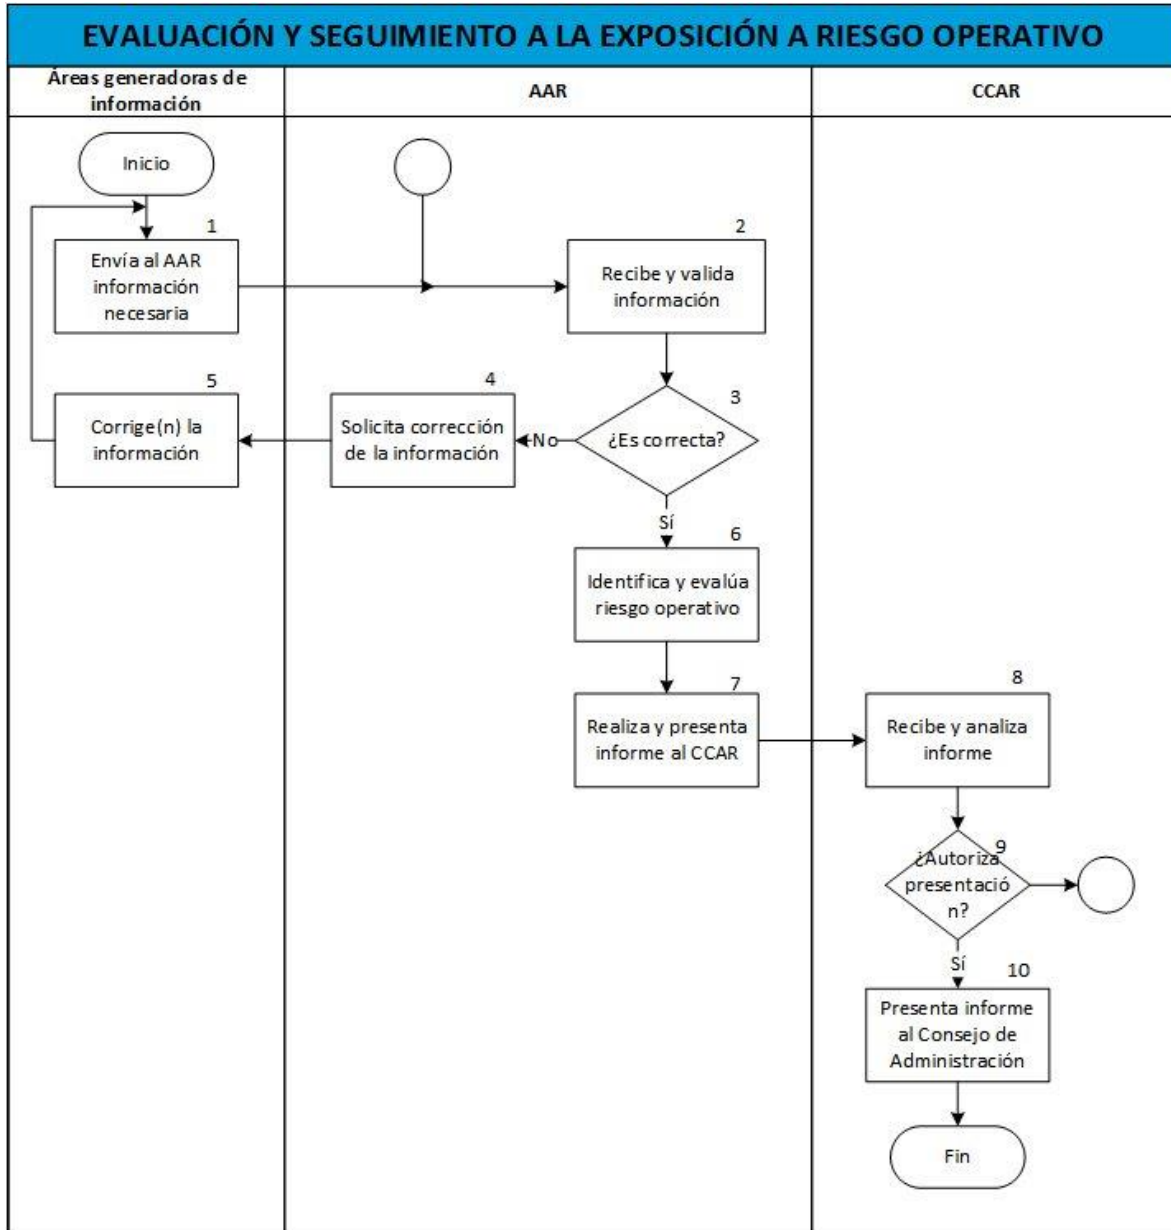 EVALUACIÓN Y SEGUIMIENTO A LA EXPOSICIÓN A RIESGO OPERATIVO
Áreas generadoras de
información
AAR
CCAR
Inicio
1
Envía al AAR
información
necesaria
2
Recibe y valida
información
3
¿Es correcta?
No
4
Solicita corrección
de la información
5
Corrige(n) la
información
Sí
6
Identifica y evalúa
riesgo operativo
7
Realiza y presenta
informe al CCAR
8
Recibe y analiza
informe
9
¿Autoriza
presentació
n?
Sí
10
Presenta informe
al Consejo de
Administración
Fin